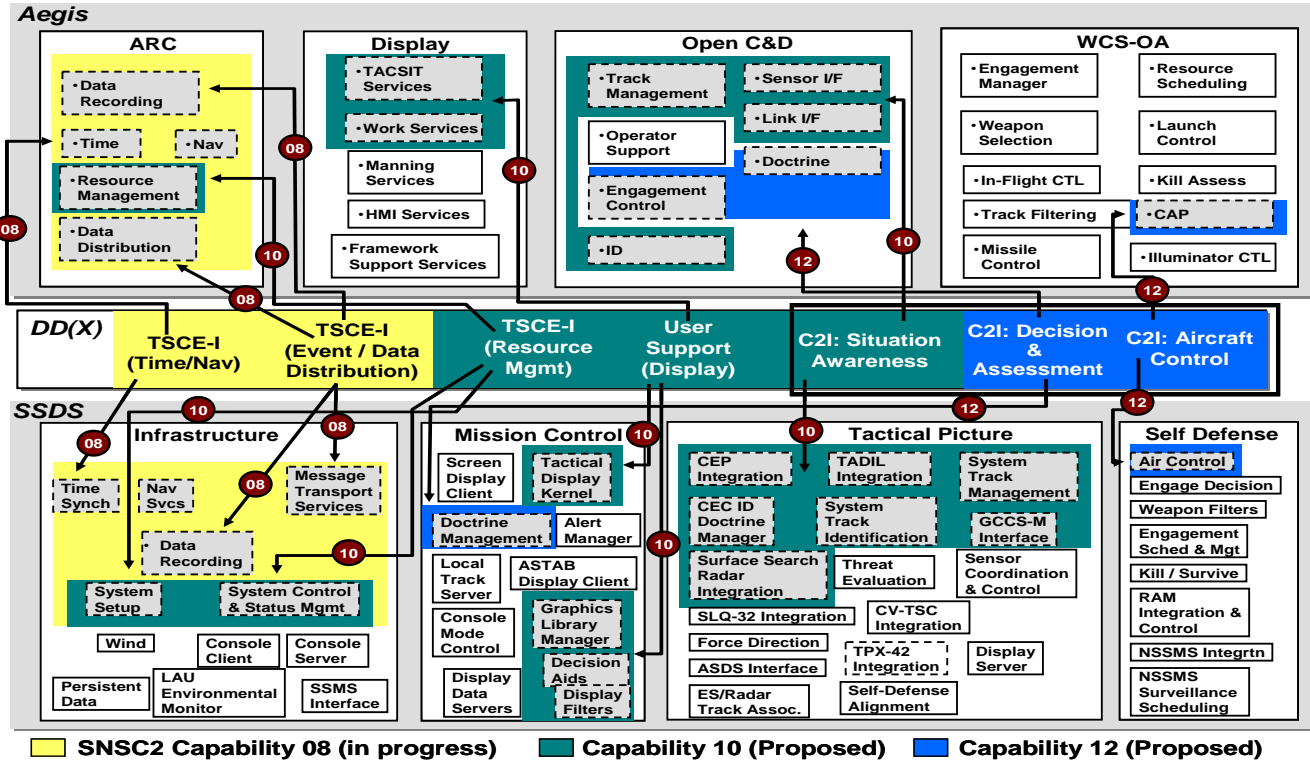 Aegis
ARC
• Data
Recording
• Time
• Nav
• Resource
Management
• Data
Distribution
Display
• TACSIT
Services
• Work Services
• Manning
Services
• HMI Services
• Framework
Support Services
Open C&D
• Track
Management
• Sensor I/F
• Link I/F
• Operator
Support
• Doctrine
• Engagement
Control
• ID
WCS-OA
• Engagement
Manager
• Resource
Scheduling
• Weapon
Selection
• Launch
Control
• In-Flight CTL
• Kill Assess
• Track Filtering
• CAP
• Missile
Control
• Illuminator CTL
08
08
10
08
10
12
10
12
DD(X)
TSCE-I
(Time/Nav)
TSCE-I
(Event / Data
Distribution)
TSCE-I
(Resource
Mgmt)
User
Support
(Display)
C2I: Situation
Awareness
C2I: Decision
&
Assessment
C2I: Aircraft
Control
SSDS
10
08
08
08
10
10
10
12
10
12
Infrastructure
Time
Synch
Nav
Svcs
Message
Transport
Services
• Data
Recording
System
Setup
System Control
& Status Mgmt
Wind
Console
Client
Console
Server
Persistent
Data
LAU
Environmental
Monitor
SSMS
Interface
Mission Control
Screen
Display
Client
Tactical
Display
Kernel
Doctrine
Management
Alert
Manager
Local
Track
Server
ASTAB
Display Client
Console
Mode
Control
Graphics
Library
Manager
Display
Data
Servers
Decision
Aids
Display
Filters
Tactical Picture
CEP
Integration
TADIL
Integration
System
Track
Management
CEC ID
Doctrine
Manager
System
Track
Identification
GCCS-M
Interface
Surface Search
Radar
Integration
Threat
Evaluation
Sensor
Coordination
& Control
SLQ-32 Integration
CV-TSC
Integration
Force Direction
TPX-42
Integration
Display
Server
ASDS Interface
ES/Radar
Track Assoc.
Self-Defense
Alignment
Self Defense
Air Control
Engage Decision
Weapon Filters
Engagement
Sched & Mgt
Kill / Survive
RAM
Integration &
Control
NSSMS Integrtn
NSSMS
Surveillance
Scheduling
SNSC2 Capability 08 (in progress)
Capability 10 (Proposed)
Capability 12 (Proposed)